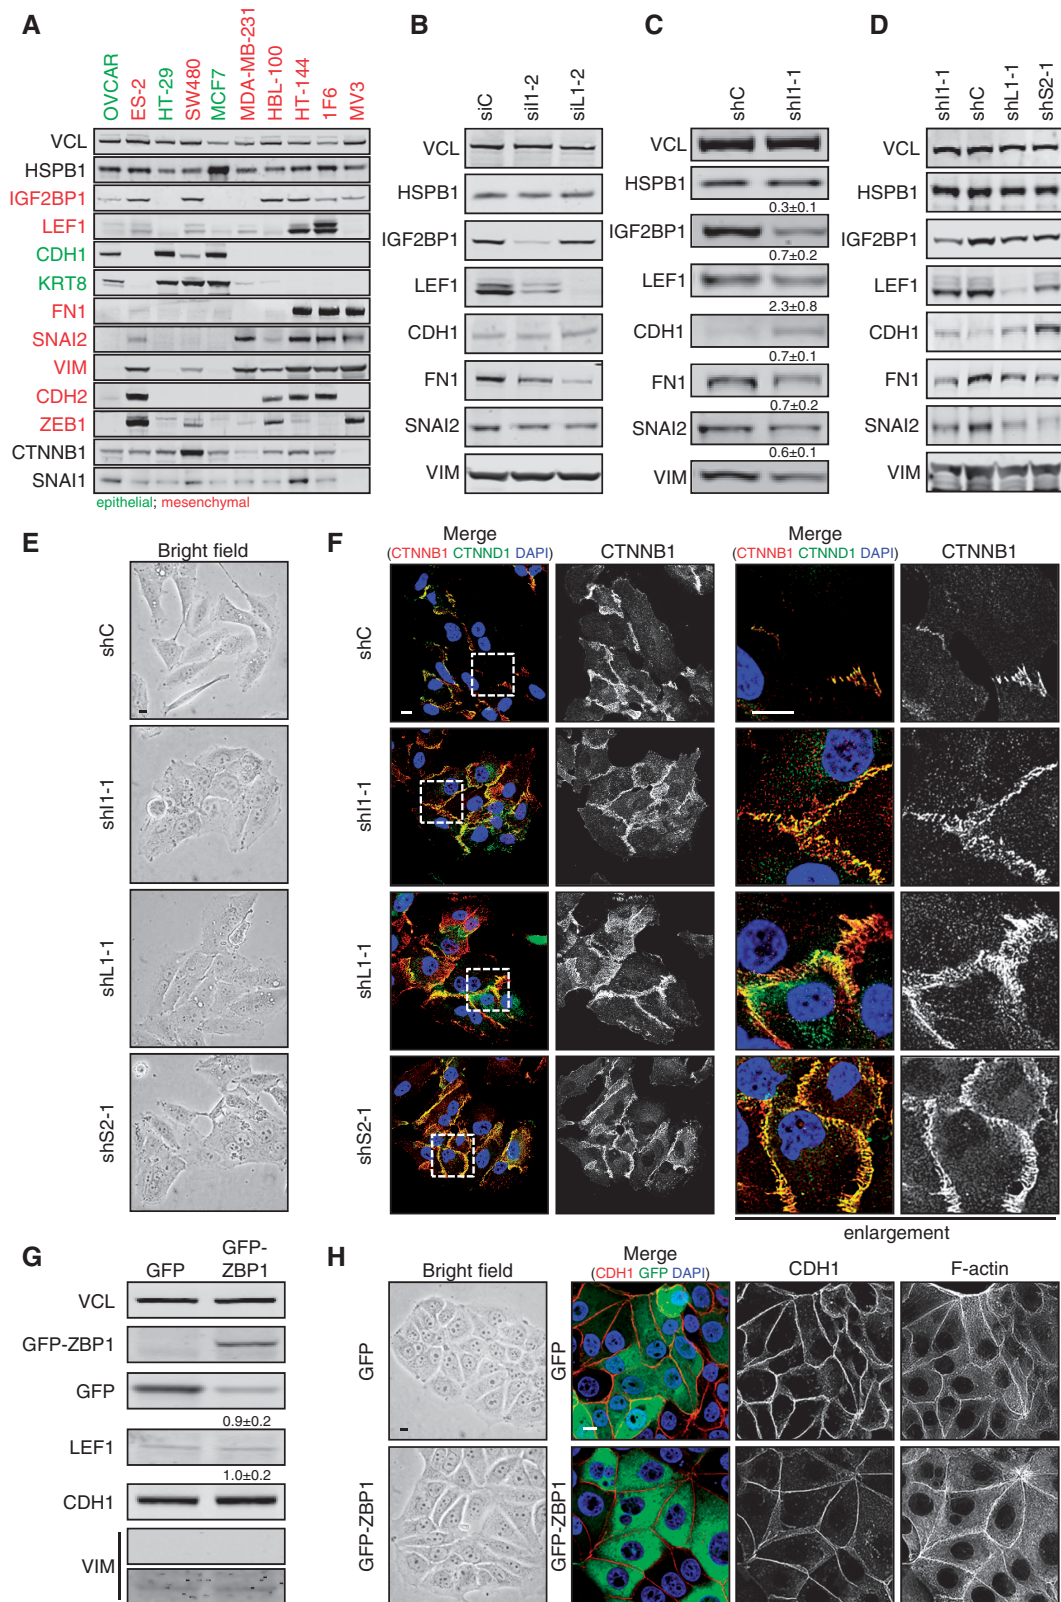 A
OVCAR
ES-2
HT-29
SW480
MCF7
MDA-MB-231
HBL-100
HT-144
1F6
MV3
VCL
HSPB1
IGF2BP1
LEF1
CDH1
KRT8
FN1
SNAI2
VIM
CDH2
ZEB1
CTNNB1
SNAI1
epithelial; mesenchymal
B
siC
siI1-2
siL1-2
VCL
HSPB1
IGF2BP1
LEF1
CDH1
FN1
SNAI2
VIM
C
shC
shI1-1
VCL
HSPB1
0.3±0.1
IGF2BP1
0.7±0.2
LEF1
2.3±0.8
CDH1
0.7±0.1
FN1
0.7±0.2
SNAI2
0.6±0.1
VIM
D
shI1-1
shC
shL1-1
shS2-1
VCL
HSPB1
IGF2BP1
LEF1
CDH1
FN1
SNAI2
VIM
E
Bright field
shC
shI1-1
shL1-1
shS2-1
F
Merge
(CTNNB1 CTNND1 DAPI)
CTNNB1
Merge
(CTNNB1 CTNND1 DAPI)
CTNNB1
shC
shI1-1
shL1-1
shS2-1
enlargement
G
GFP
GFP-
ZBP1
VCL
GFP-ZBP1
GFP
0.9±0.2
LEF1
1.0±0.2
CDH1
VIM
H
Bright field
Merge
(CDH1 GFP DAPI)
CDH1
F-actin
GFP
GFP
GFP-ZBP1
GFP-ZBP1